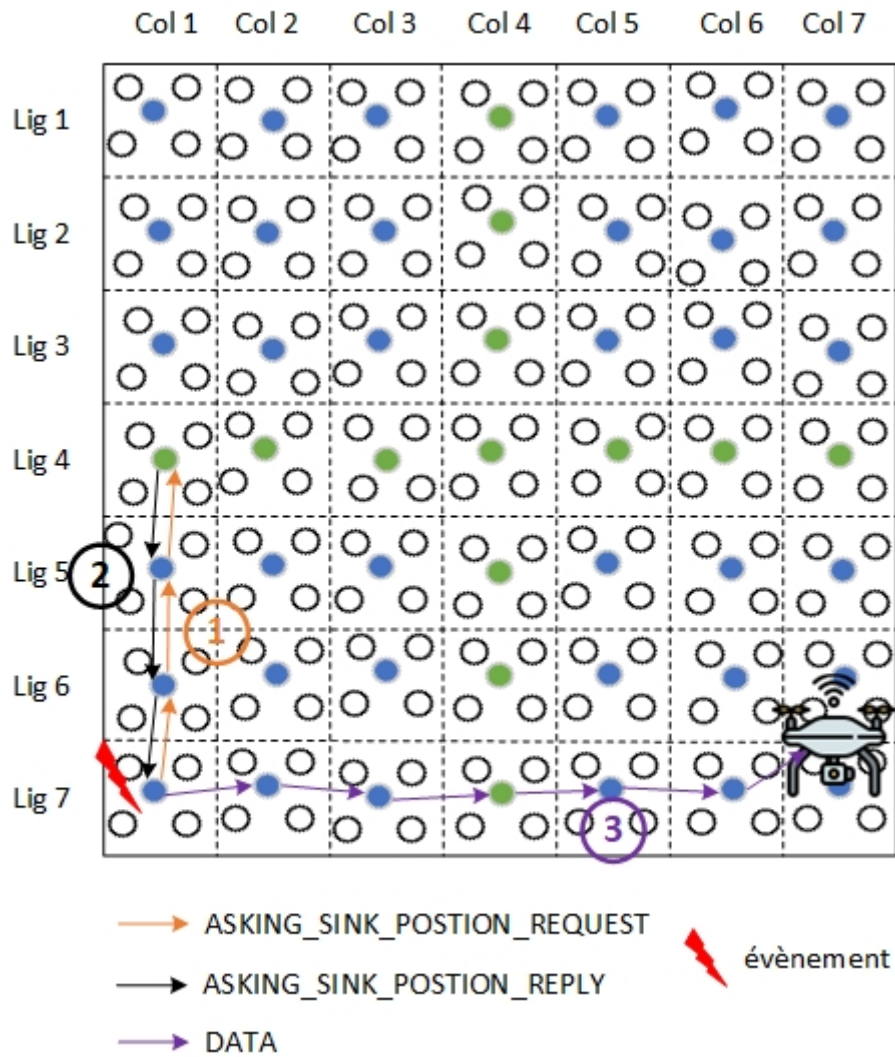 Col 1 Col 2 Col 3 Col 4 Col 5 Col 6 Col 7
Lig 1
Lig 2
Lig 3
Lig 4
Lig 5
2
1
Lig 6
Lig 7
3
ASKING_SINK_POSTION_REQUEST
évènement
ASKING_SINK_POSTION_REPLY
DATA